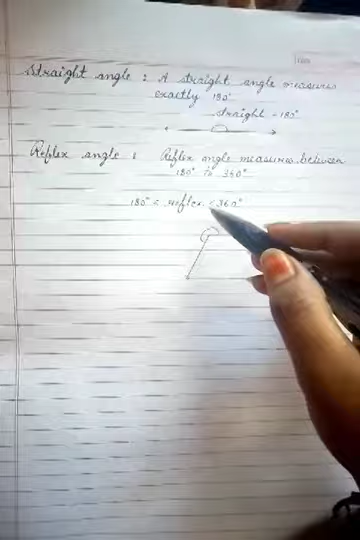 Straight angle : A straight angle measures
exactly 180°
straight = 180°
Reflex angle : Reflex angle measures between
180° to 360°
180° < reflex < 360°